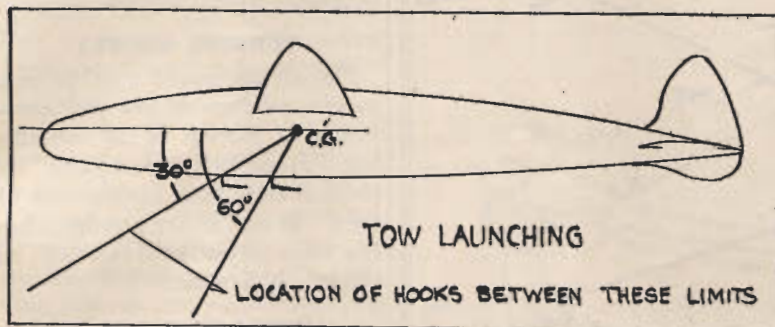 C.G.
30°
60°
TOW LAUNCHING
LOCATION OF HOOKS BETWEEN THESE LIMITS